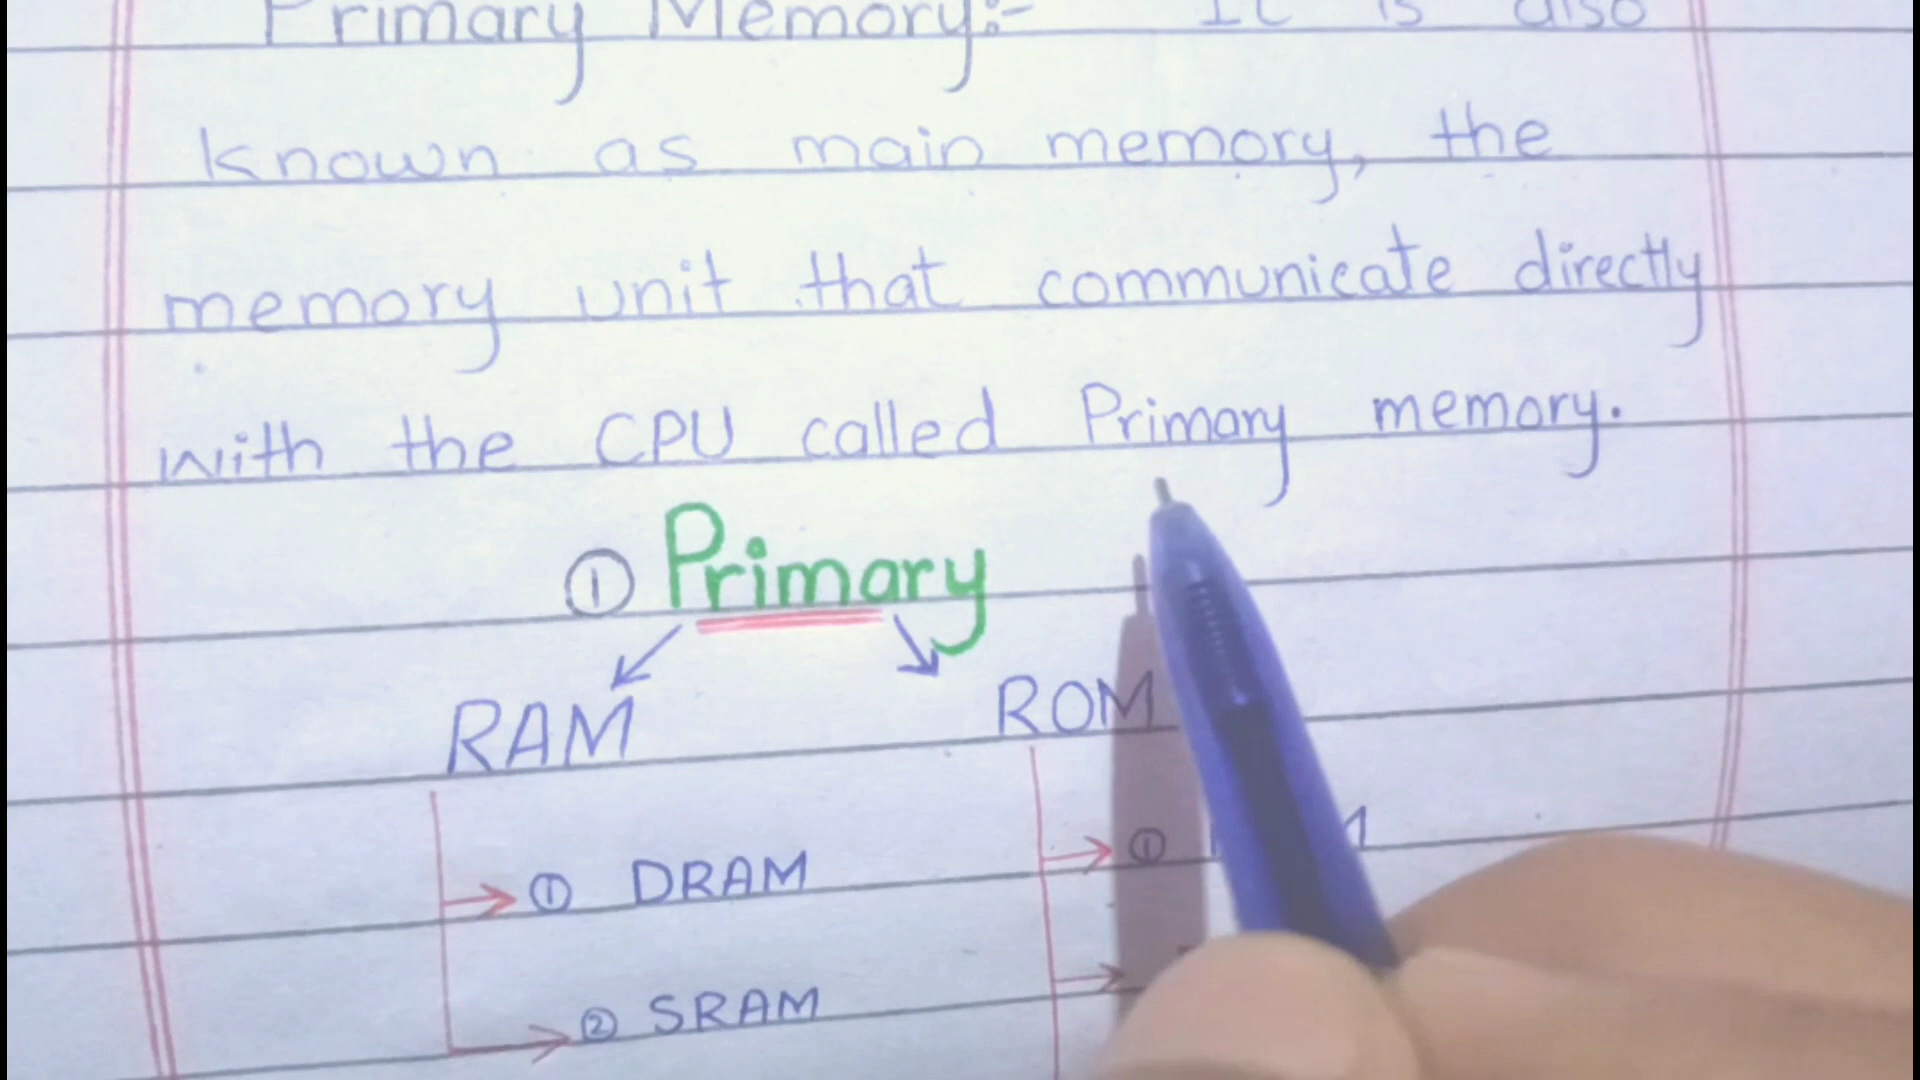 Primary Memory:- It is also
known as main memory, the
memory unit that communicate directly
with the CPU called Primary memory.
① Primary
RAM ROM
① DRAM ①
② SRAM